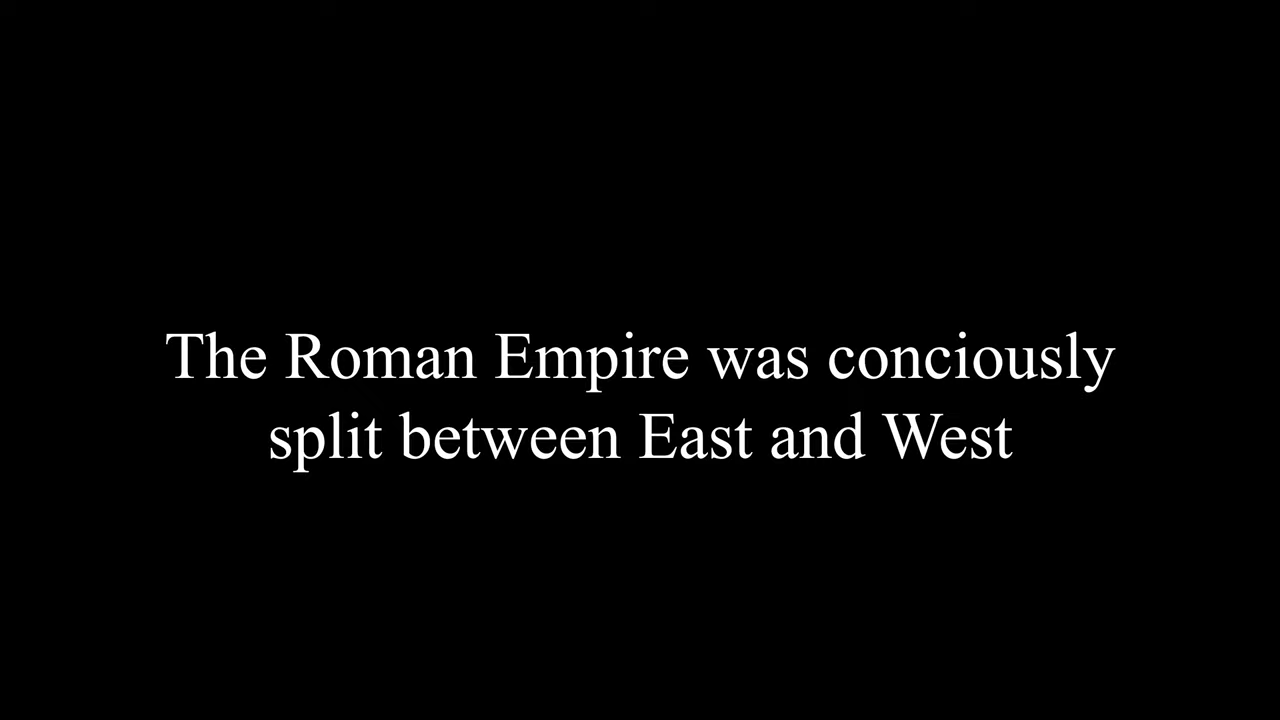 The Roman Empire was conciously
split between East and West